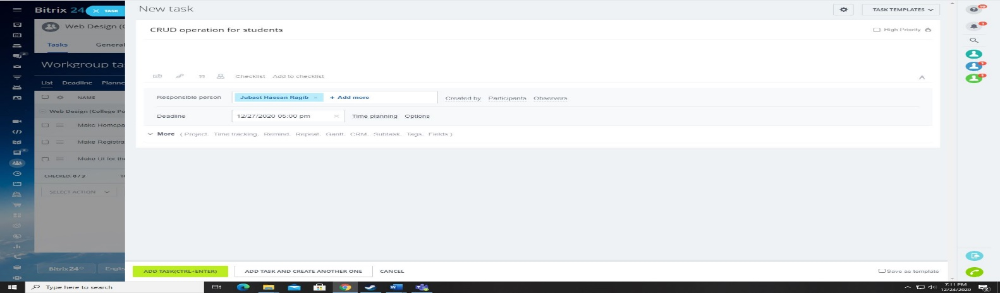 Bitrix 24
TASK
New task
TASK TEMPLATES
19
Web Design (C
CRUD operation for students
High Priority
1
Tasks General
Workgroup ta
Checklist Add to checklist
A
List Deadline Planne
NAME
Responsible person Jubaet Hassan Ragib + Add more Created by Participants Observers
Web Design (College Po
Deadline 12/27/2020 05:00 pm Time planning Options
Make Homepa
More ( Project, Time tracking, Remind, Repeat, Gantt, CRM, Subtask, Tags, Fields )
Make Registra
Make UI for the
CHECKED: 0 / 3
SELECT ACTION
Bitrix24 Englis
ADD TASK(CTRL+ENTER) ADD TASK AND CREATE ANOTHER ONE CANCEL Save as template
Type here to search
7:11 PM
12/24/2020